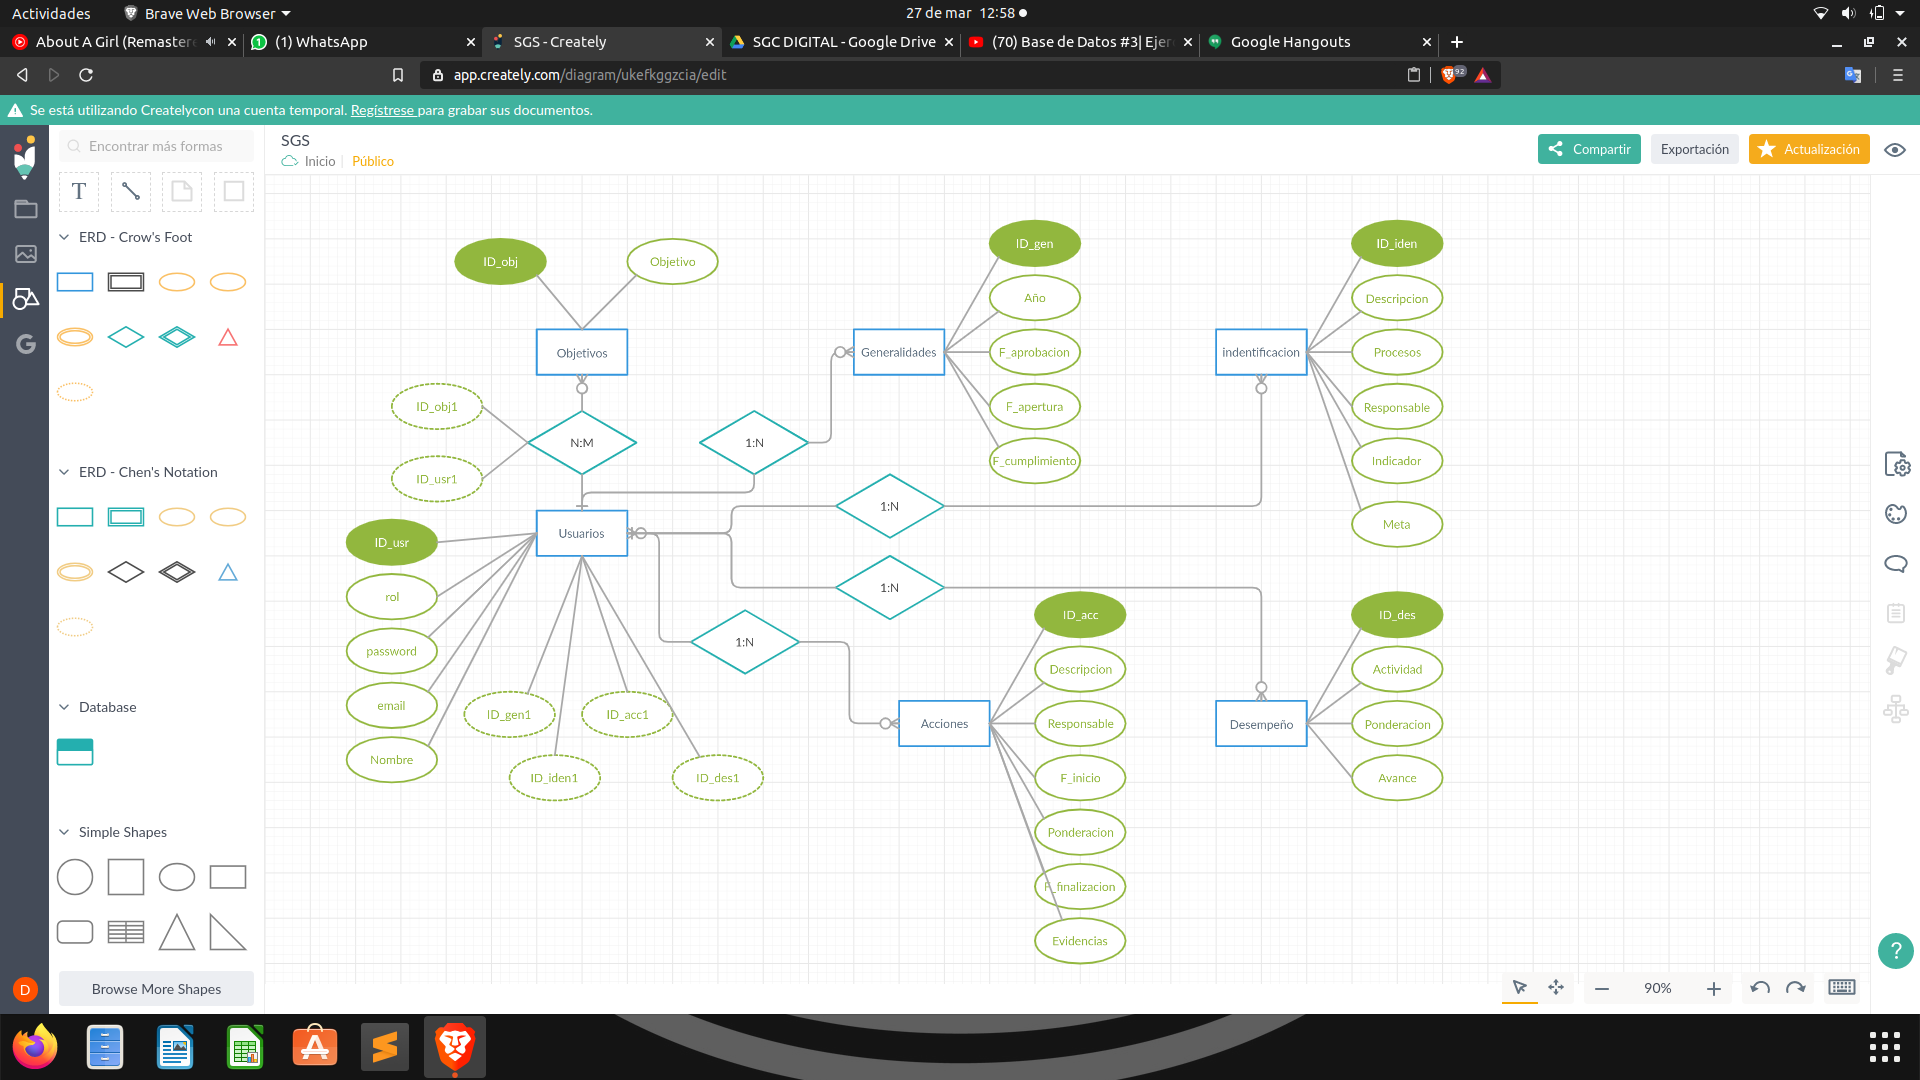 Actividades
Brave Web Browser
27 de mar 12:58
About A Girl (Remastere
(1) WhatsApp
SGS - Creately
SGC DIGITAL - Google Drive
(70) Base de Datos #3| Ejer
Google Hangouts
app.creately.com/diagram/ukefkggzcia/edit
92
Se está utilizando Createlycon una cuenta temporal. Regístrese para grabar sus documentos.
Encontrar más formas
SGS
Inicio
Público
Compartir
Exportación
Actualización
T
ERD - Crow's Foot
ERD - Chen's Notation
Database
Simple Shapes
Browse More Shapes
D
G
ID_obj
Objetivo
Objetivos
ID_obj1
ID_usr1
N:M
1:N
Generalidades
ID_gen
Año
F_aprobacion
F_apertura
F_cumplimiento
indentificacion
ID_iden
Descripcion
Procesos
Responsable
Indicador
Meta
1:N
Usuarios
ID_usr
rol
password
email
Nombre
1:N
1:N
ID_gen1
ID_acc1
ID_iden1
ID_des1
Acciones
ID_acc
Descripcion
Responsable
F_inicio
Ponderacion
F_finalizacion
Evidencias
Desempeño
ID_des
Actividad
Ponderacion
Avance
90%
?